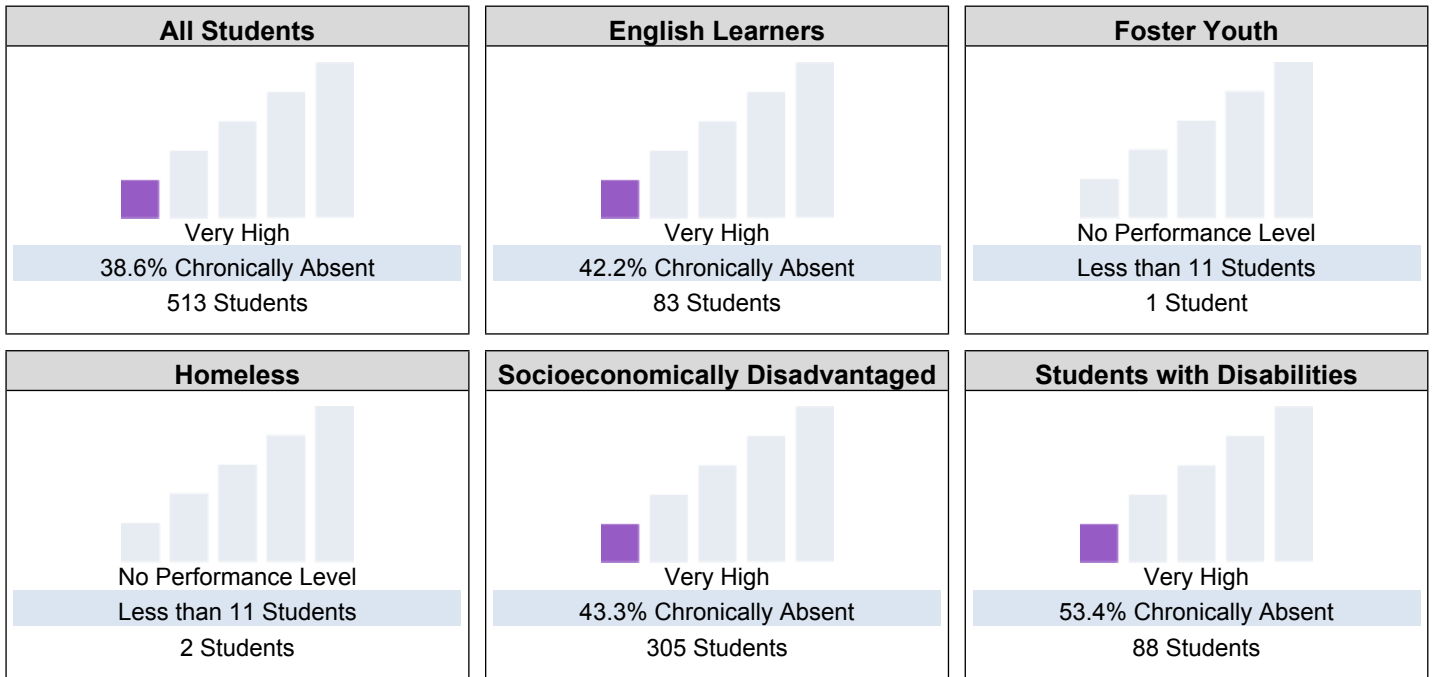 All Students
Very High
38.6% Chronically Absent
513 Students
English Learners
Very High
42.2% Chronically Absent
83 Students
Foster Youth
No Performance Level
Less than 11 Students
1 Student
Homeless
No Performance Level
Less than 11 Students
2 Students
Socioeconomically Disadvantaged
Very High
43.3% Chronically Absent
305 Students
Students with Disabilities
Very High
53.4% Chronically Absent
88 Students